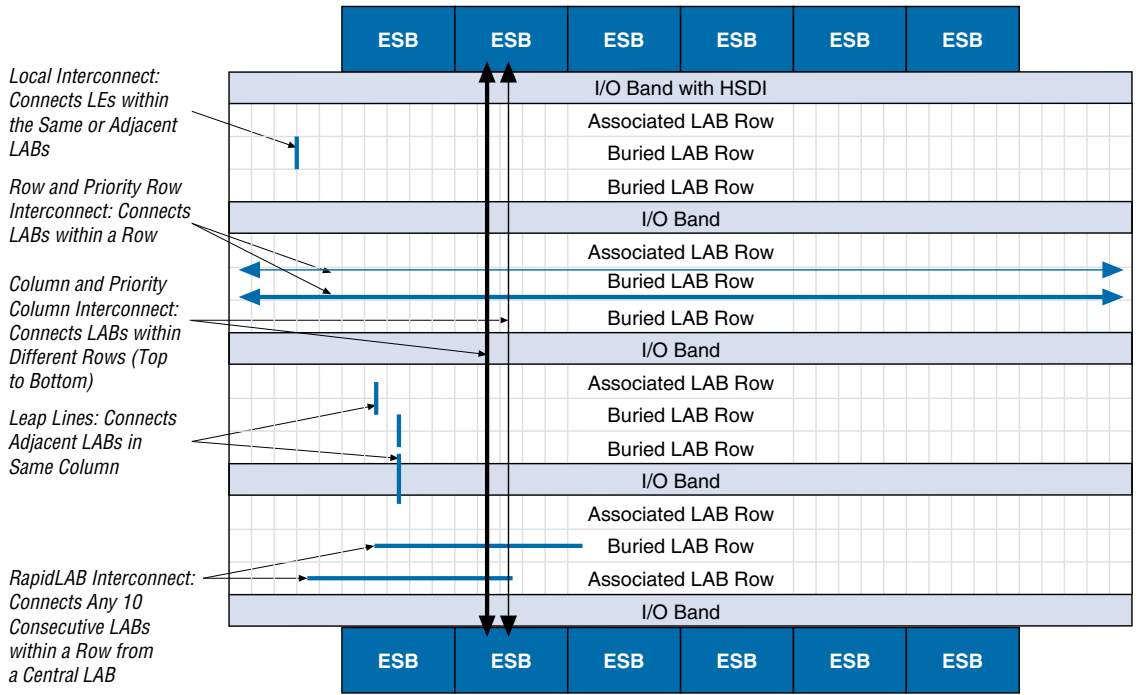 ESB ESB ESB ESB ESB ESB
Local Interconnect:
Connects LEs within
the Same or Adjacent
LABs
Row and Priority Row
Interconnect: Connects
LABs within a Row
Column and Priority
Column Interconnect:
Connects LABs within
Different Rows (Top
to Bottom)
Leap Lines: Connects
Adjacent LABs in
Same Column
RapidLAB Interconnect:
Connects Any 10
Consecutive LABs
within a Row from
a Central LAB
I/O Band with HSDI
Associated LAB Row
Buried LAB Row
Buried LAB Row
I/O Band
Associated LAB Row
Buried LAB Row
Buried LAB Row
I/O Band
Associated LAB Row
Buried LAB Row
Buried LAB Row
I/O Band
Associated LAB Row
Buried LAB Row
Associated LAB Row
I/O Band
ESB ESB ESB ESB ESB ESB